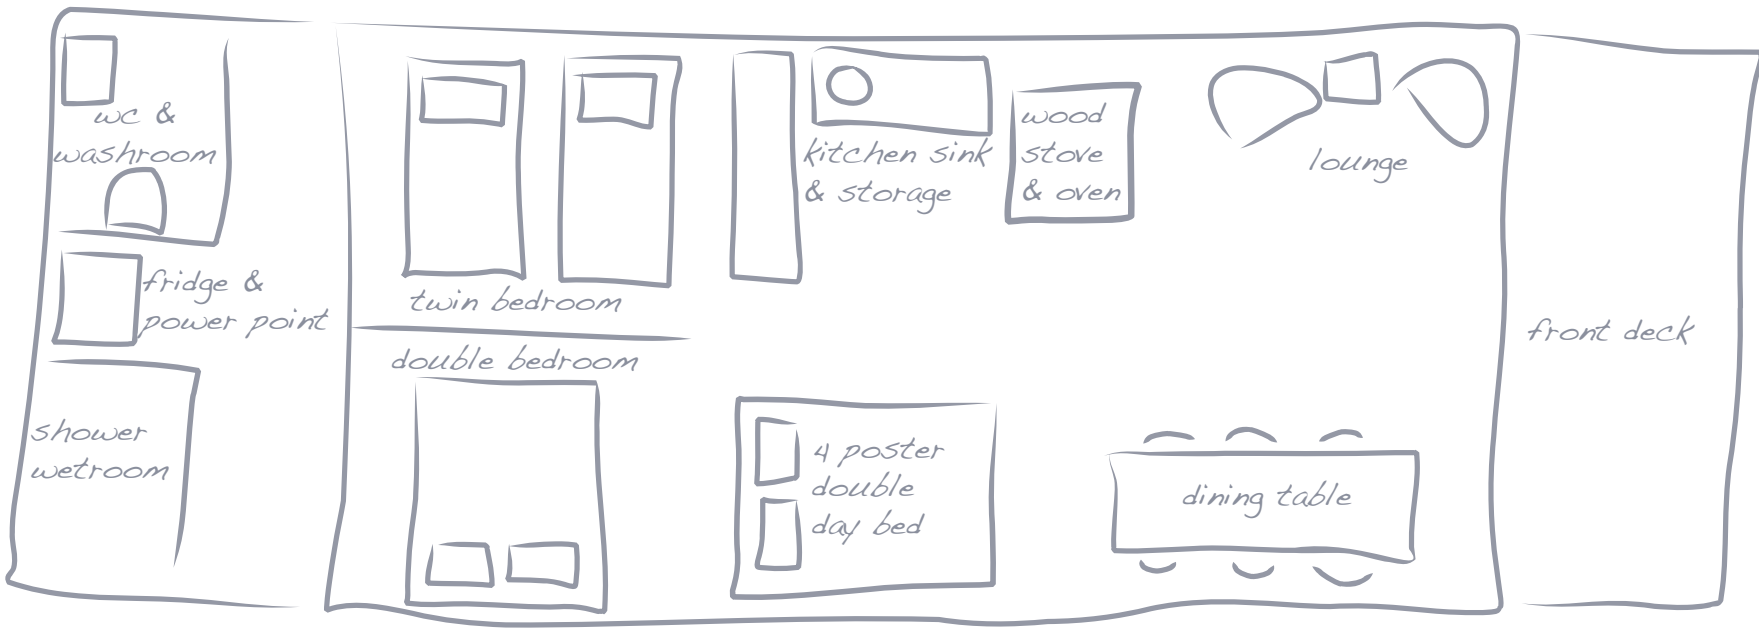 wc &
washroom
fridge &
power point
shower
wetroom
twin bedroom
double bedroom
kitchen sink
& storage
wood
stove
& oven
lounge
4 poster
double
day bed
dining table
front deck